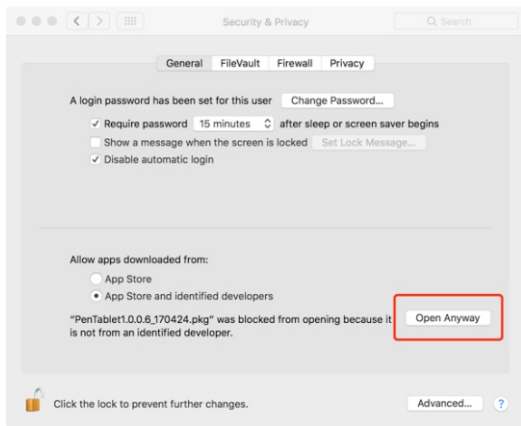 Security & Privacy
Search
General FileVault Firewall Privacy
A login password has been set for this user Change Password...
Require password 15 minutes after sleep or screen saver begins
Show a message when the screen is locked Set Lock Message...
Disable automatic login
Allow apps downloaded from:
App Store
App Store and identified developers
"PenTablet1.0.0.6_170424.pkg" was blocked from opening because it Open Anyway
is not from an identified developer.
Click the lock to prevent further changes. Advanced... ?